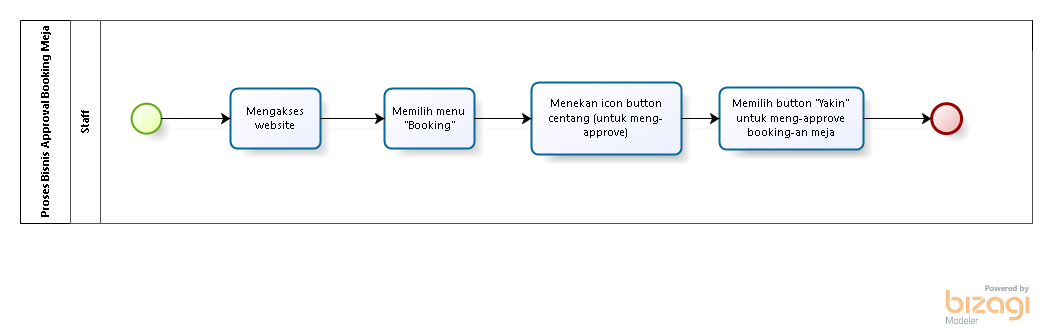 Proses Bisnis Approval Booking Meja
Staff
Mengakses
website
Memilih menu
"Booking"
Menekan icon button
centang (untuk meng-
approve)
Memilih button "Yakin"
untuk meng-approve
booking-an meja
Powered by
bizagi
Modeler